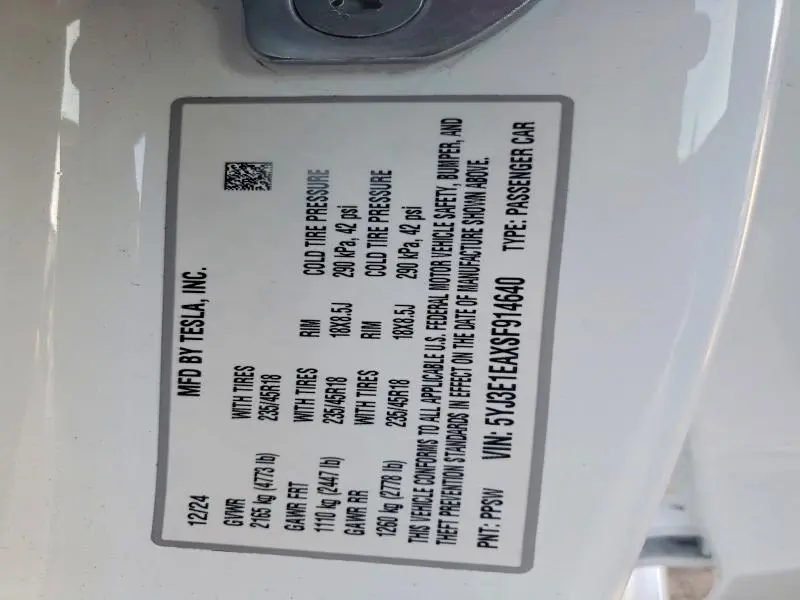 MFD BY TESLA, INC.
12/24
GVWR WITH TIRES
2165 kg (4773 lb) 235/45R18
GAWR FRT WITH TIRES RIM COLD TIRE PRESSURE
1110 kg (2447 lb) 235/45R18 18X8.5J 290 kPa, 42 psi
GAWR RR WITH TIRES RIM COLD TIRE PRESSURE
1260 kg (2778 lb) 235/45R18 18X8.5J 290 kPa, 42 psi
THIS VEHICLE CONFORMS TO ALL APPLICABLE U.S. FEDERAL MOTOR VEHICLE SAFETY, BUMPER, AND
THEFT PREVENTION STANDARDS IN EFFECT ON THE DATE OF MANUFACTURE SHOWN ABOVE.
PNT: PPSW VIN: 5YJ3E1EAXSF914640 TYPE: PASSENGER CAR